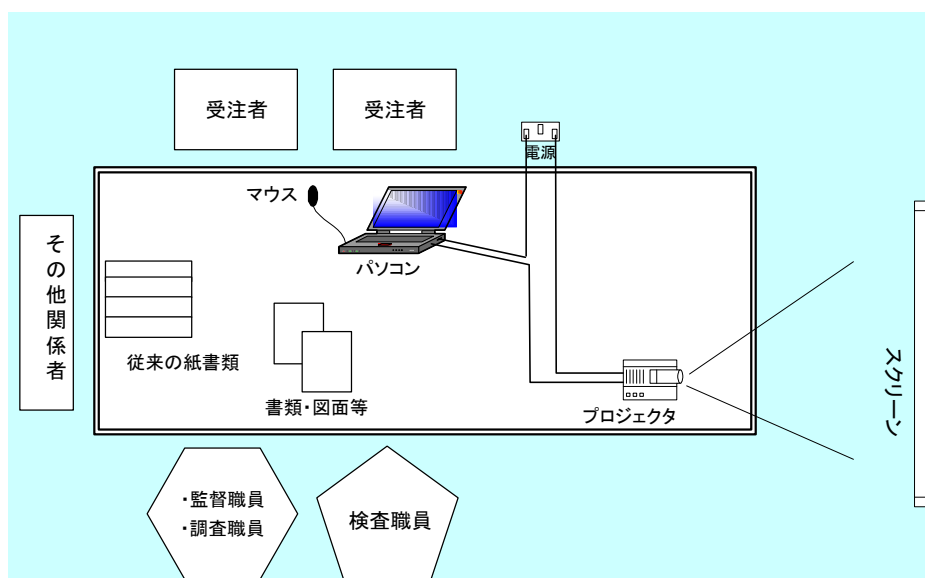 受注者
受注者
電源
マウス
パソコン
その他関係者
従来の紙書類
書類・図面等
プロジェクタ
スクリーン
・監督職員
・調査職員
検査職員